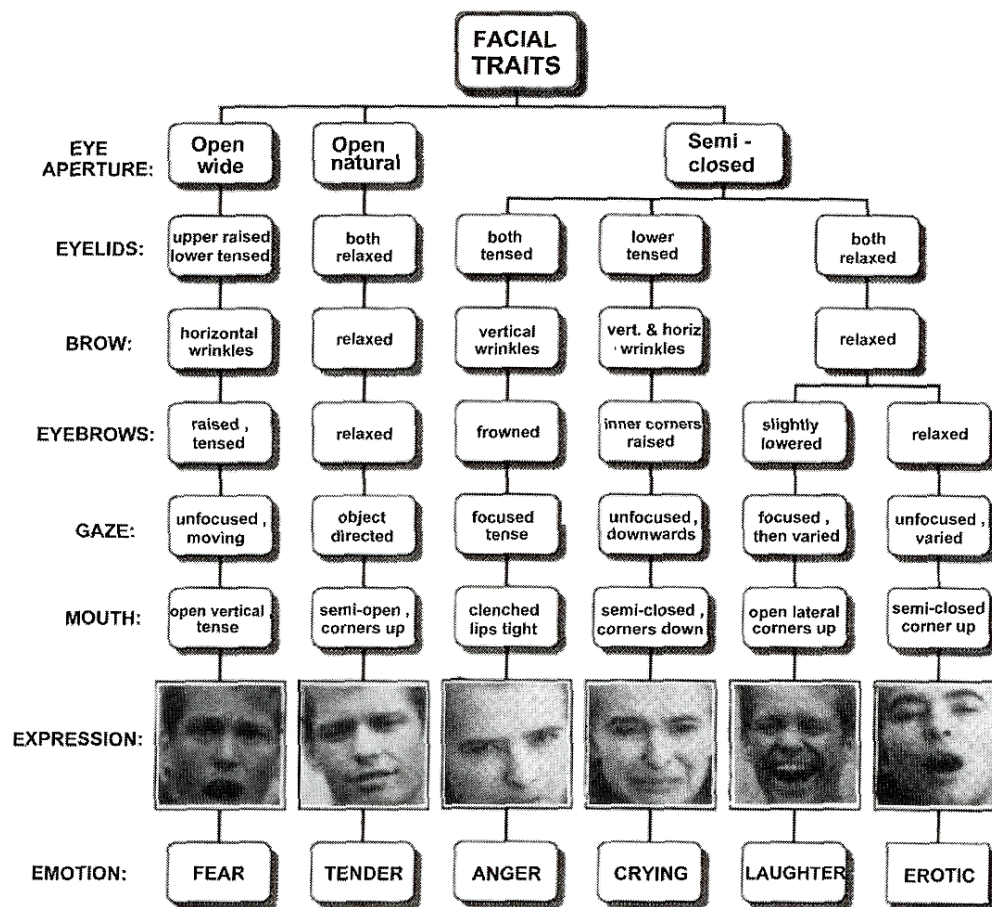 FACIAL
TRAITS
EYE
APERTURE:
Open
wide
Open
natural
Semi -
closed
EYELIDS:
upper raised
lower tensed
both
relaxed
both
tensed
lower
tensed
both
relaxed
BROW:
horizontal
wrinkles
relaxed
vertical
wrinkles
vert. & horiz.
wrinkles
relaxed
EYEBROWS:
raised ,
tensed
relaxed
frowned
inner corners
raised
slightly
lowered
relaxed
GAZE:
unfocused ,
moving
object
directed
focused
tense
unfocused ,
downwards
focused ,
then varied
unfocused ,
varied
MOUTH:
open vertical ,
tense
semi-open ,
corners up
clenched
lips tight
semi-closed ,
corners down
open lateral
corners up
semi-closed
corner up
EXPRESSION:
EMOTION:
FEAR
TENDER
ANGER
CRYING
LAUGHTER
EROTIC